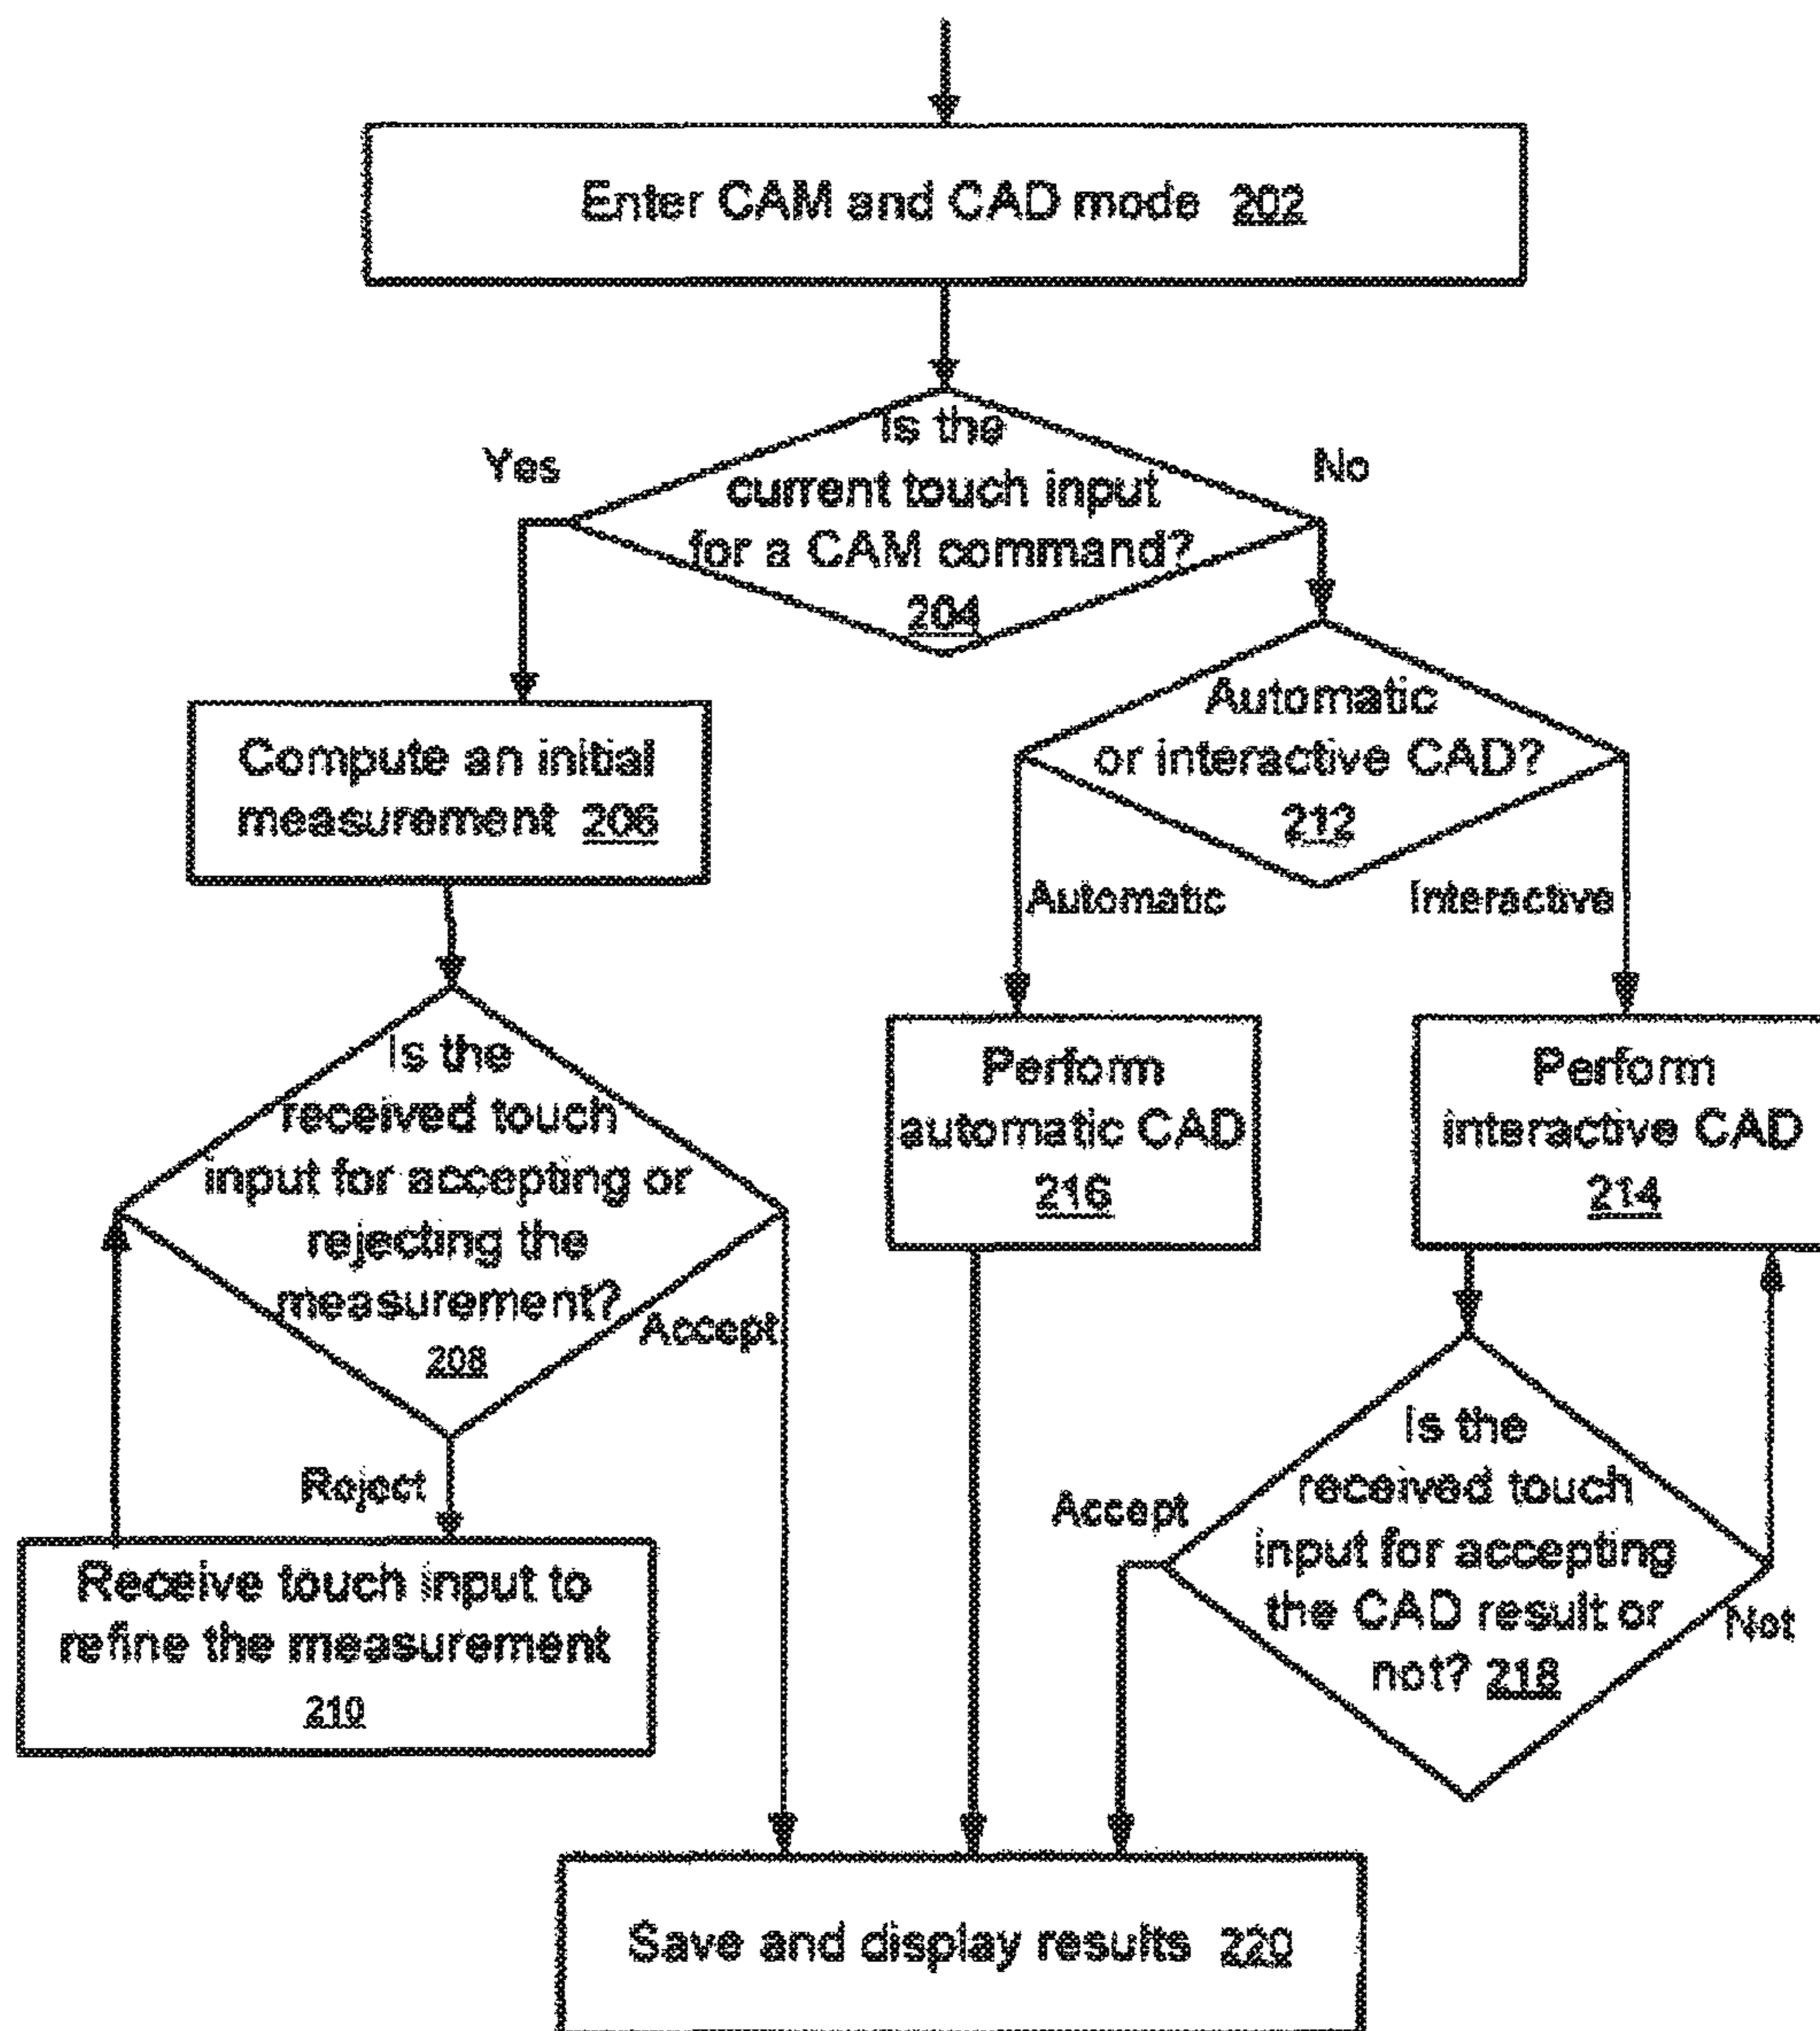 Enter CAM and CAD mode 202
Is the
current touch input
for a CAM command?
204
Yes
No
Compute an initial
measurement 206
Automatic
or interactive CAD?
212
Automatic
Interactive
Is the
received touch
input for accepting or
rejecting the
measurement?
208
Accept
Reject
Perform
automatic CAD
216
Perform
interactive CAD
214
Receive touch input to
refine the measurement
210
Is the
received touch
input for accepting
the CAD result or
not? 218
Accept
Not
Save and display results 220